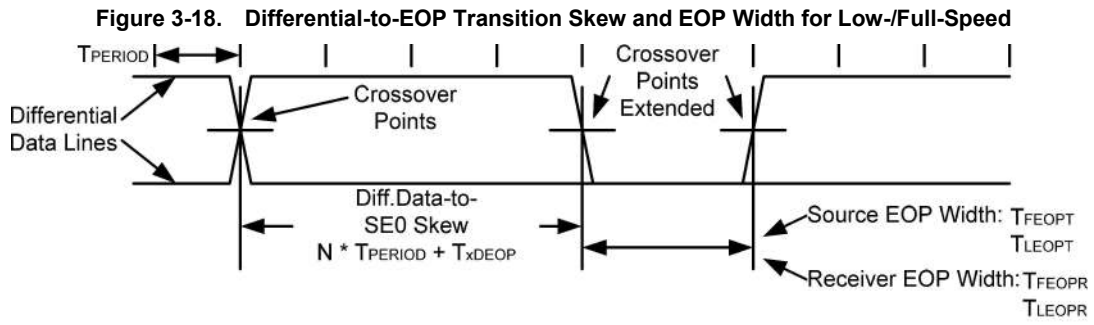 Figure 3-18. Differential-to-EOP Transition Skew and EOP Width for Low-/Full-Speed
TPERIOD
Crossover
Points
Extended
Crossover
Points
Differential
Data Lines
Diff.Data-to-
SE0 Skew
N * TPERIOD + TxDEOP
Source EOP Width: TFEOPT
TLEOPT
Receiver EOP Width: TFEOPR
TLEOPR